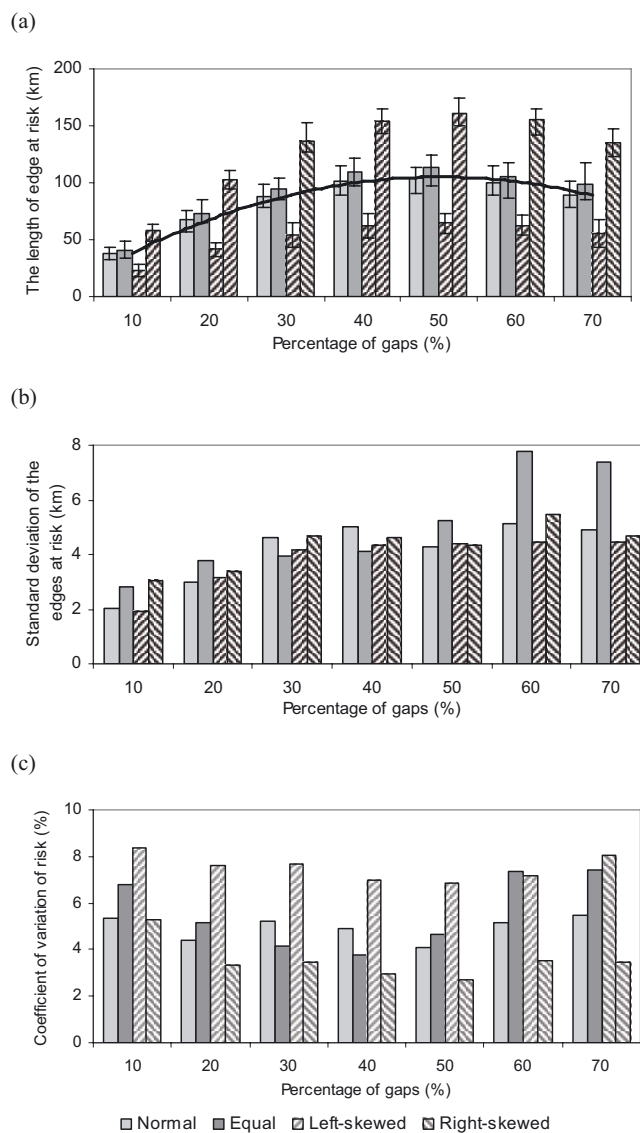 (a)
The length of edge at risk (km)
200
150
100
50
0
10 20 30 40 50 60 70
Percentage of gaps (%)
(b)
Standard deviation of the
edges at risk (km)
8
6
4
2
0
10 20 30 40 50 60 70
Percentage of gaps (%)
(c)
Coefficient of variation of risk (%)
10
8
6
4
2
0
10 20 30 40 50 60 70
Percentage of gaps (%)
Normal Equal Left-skewed Right-skewed